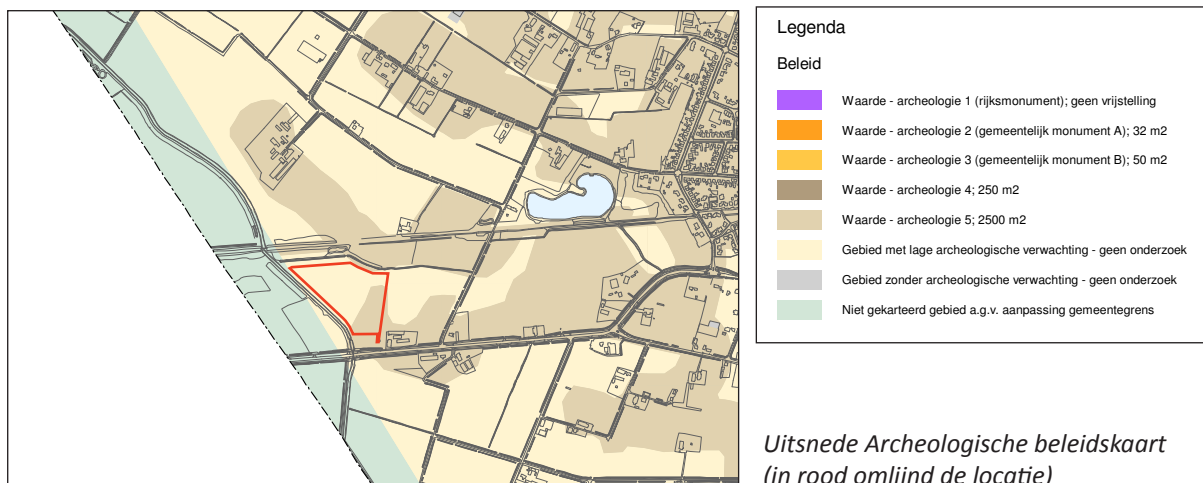 Legenda
Beleid
Waarde - archeologie 1 (rijksmonument); geen vrijstelling
Waarde - archeologie 2 (gemeentelijk monument A); 32 m2
Waarde - archeologie 3 (gemeentelijk monument B); 50 m2
Waarde - archeologie 4; 250 m2
Waarde - archeologie 5; 2500 m2
Gebied met lage archeologische verwachting - geen onderzoek
Gebied zonder archeologische verwachting - geen onderzoek
Niet gekarteerd gebied a.g.v. aanpassing gemeentegrens
Uitsnede Archeologische beleidskaart
(in rood omlijnd de locatie)